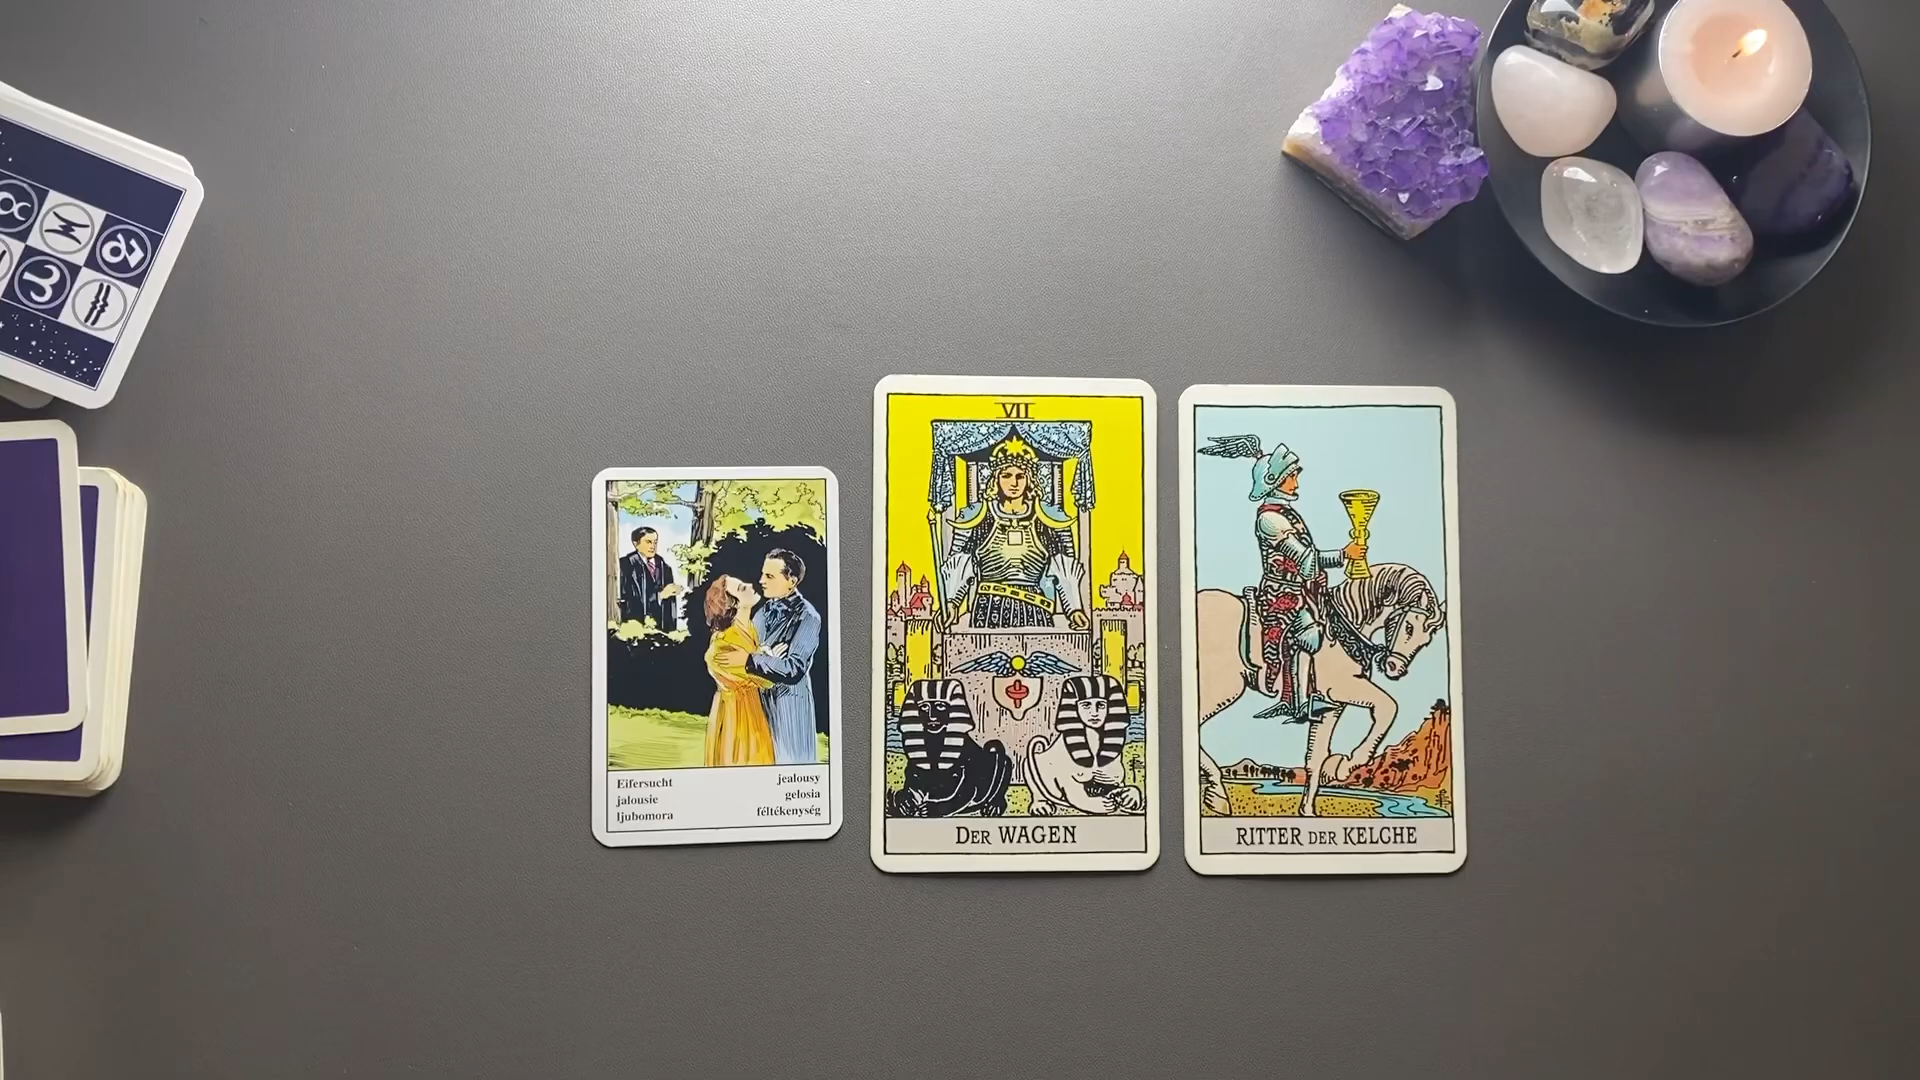 Eifersucht jealousy
jalousie gelosia
ljubomora féltékenység
VII
DER WAGEN
RITTER DER KELCHE